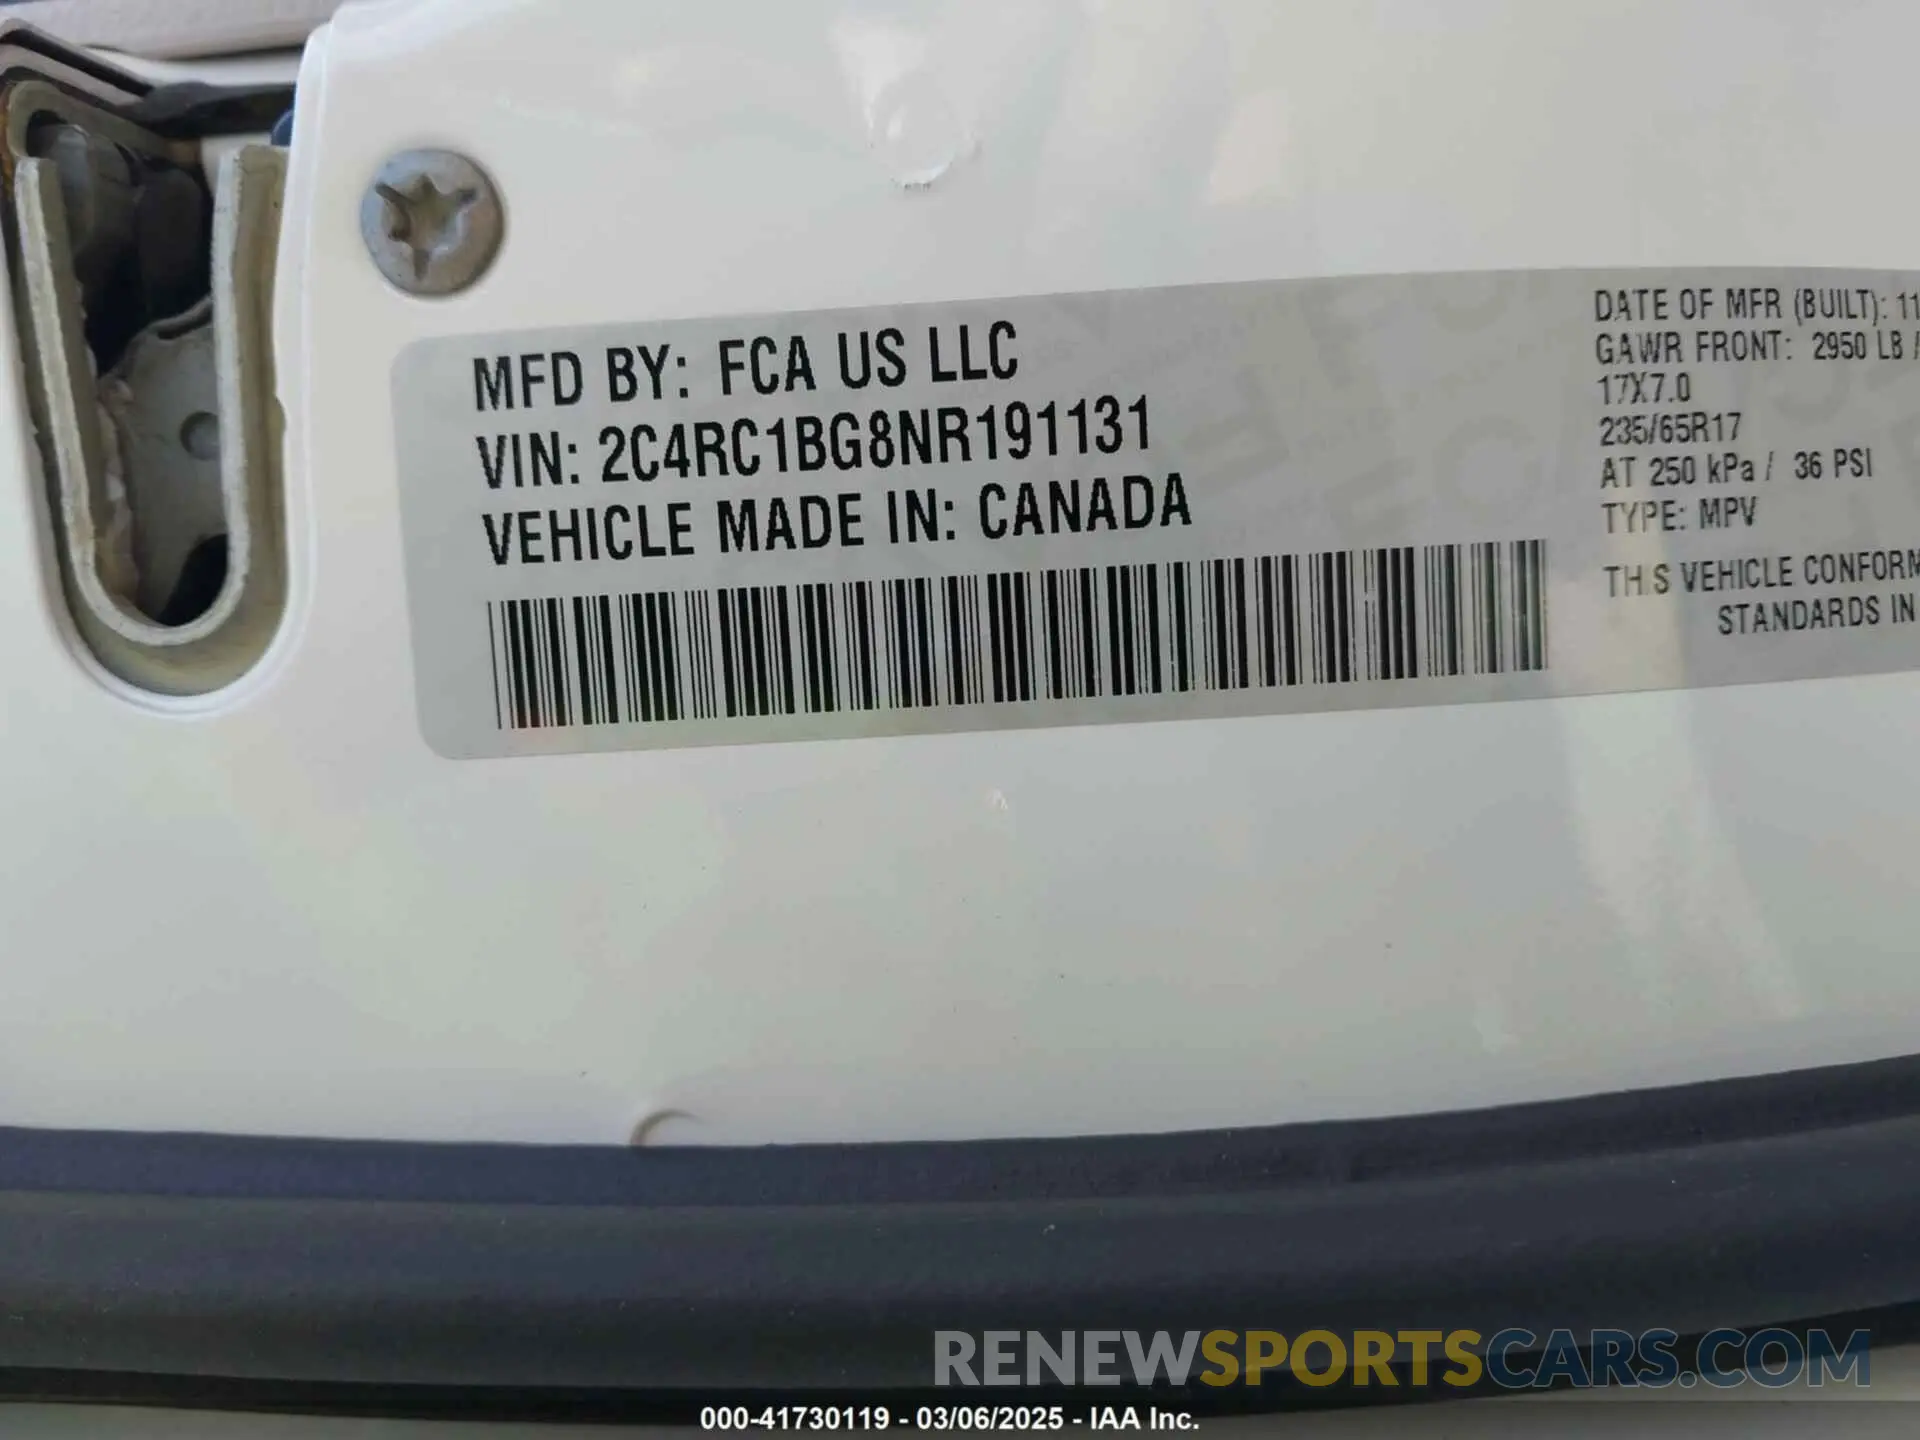 MFD BY: FCA US LLC
VIN: 2C4RC1BG8NR191131
VEHICLE MADE IN: CANADA
DATE OF MFR (BUILT): 11
GAWR FRONT: 2950 LB /
17X7.0
235/65R17
AT 250 kPa / 36 PSI
TYPE: MPV
THIS VEHICLE CONFORM
STANDARDS IN
RENEWSPORTSCARS.COM
000-41730119 - 03/06/2025 - IAA Inc.